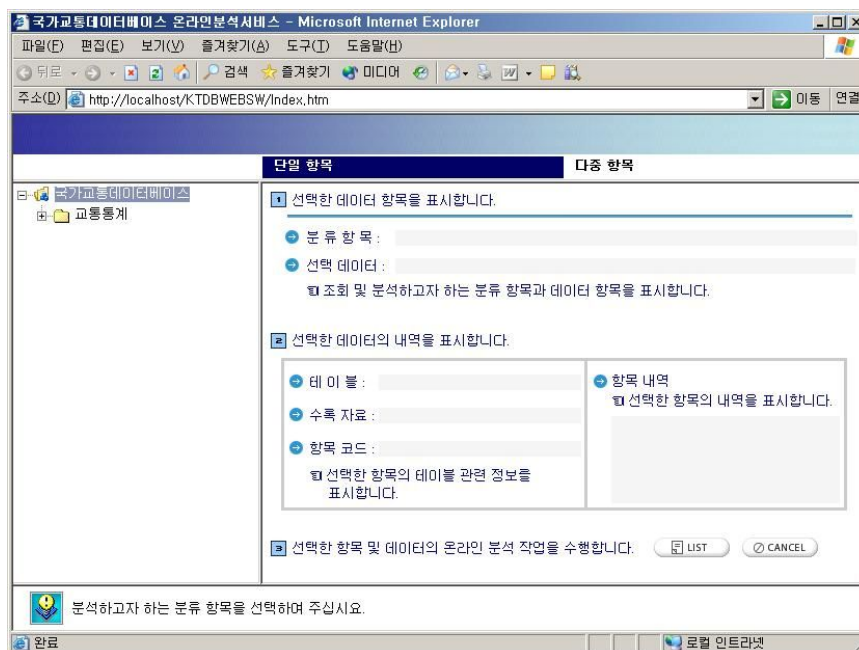 국가교통데이터베이스 온라인분석서비스 - Microsoft Internet Explorer
파일(F) 편집(E) 보기(V) 즐겨찾기(A) 도구(T) 도움말(H)
뒤로 검색 즐겨찾기 미디어
주소(D) http://localhost/KTDBWEBSW/Index.htm 이동 연결
단일 항목 다중 항목
국가교통데이터베이스
교통통계
1 선택한 데이터 항목을 표시합니다.
분 류 항 목 :
선택 데이터 :
조회 및 분석하고자 하는 분류 항목과 데이터 항목을 표시합니다.
2 선택한 데이터의 내역을 표시합니다.
테 이 블 :
수록 자료 :
항목 코드 :
선택한 항목의 테이블 관련 정보를
표시합니다.
항목 내역
선택한 항목의 내역을 표시합니다.
3 선택한 항목 및 데이터의 온라인 분석 작업을 수행합니다. LIST CANCEL
분석하고자 하는 분류 항목을 선택하여 주십시요.
완료 로컬 인트라넷